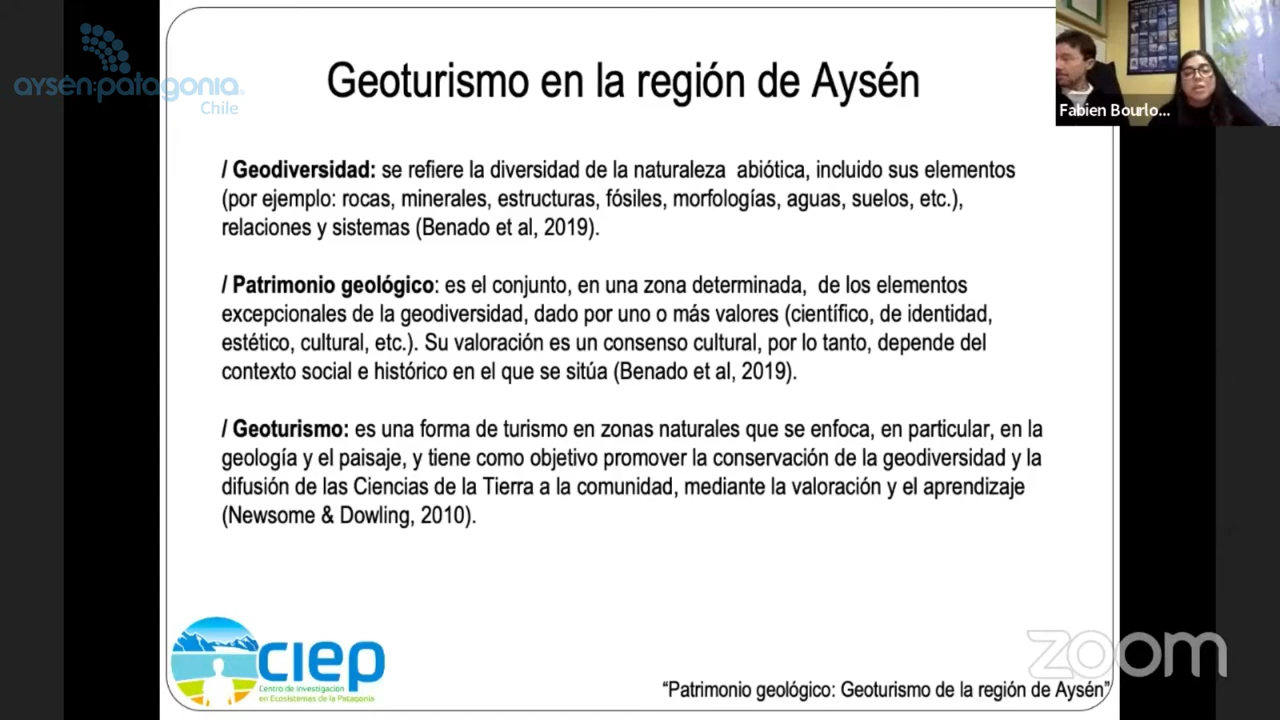 aysén:patagonia
Chile
Geoturismo en la región de Aysén
Fabien Bourlo...
/ Geodiversidad: se refiere la diversidad de la naturaleza abiótica, incluido sus elementos
(por ejemplo: rocas, minerales, estructuras, fósiles, morfologías, aguas, suelos, etc.),
relaciones y sistemas (Benado et al, 2019).
/ Patrimonio geológico: es el conjunto, en una zona determinada, de los elementos
excepcionales de la geodiversidad, dado por uno o más valores (científico, de identidad,
estético, cultural, etc.). Su valoración es un consenso cultural, por lo tanto, depende del
contexto social e histórico en el que se sitúa (Benado et al, 2019).
/ Geoturismo: es una forma de turismo en zonas naturales que se enfoca, en particular, en la
geología y el paisaje, y tiene como objetivo promover la conservación de la geodiversidad y la
difusión de las Ciencias de la Tierra a la comunidad, mediante la valoración y el aprendizaje
(Newsome & Dowling, 2010).
CIEP
Centro de Investigación
en Ecosistemas de la Patagonia
zoom
“Patrimonio geológico: Geoturismo de la región de Aysén”